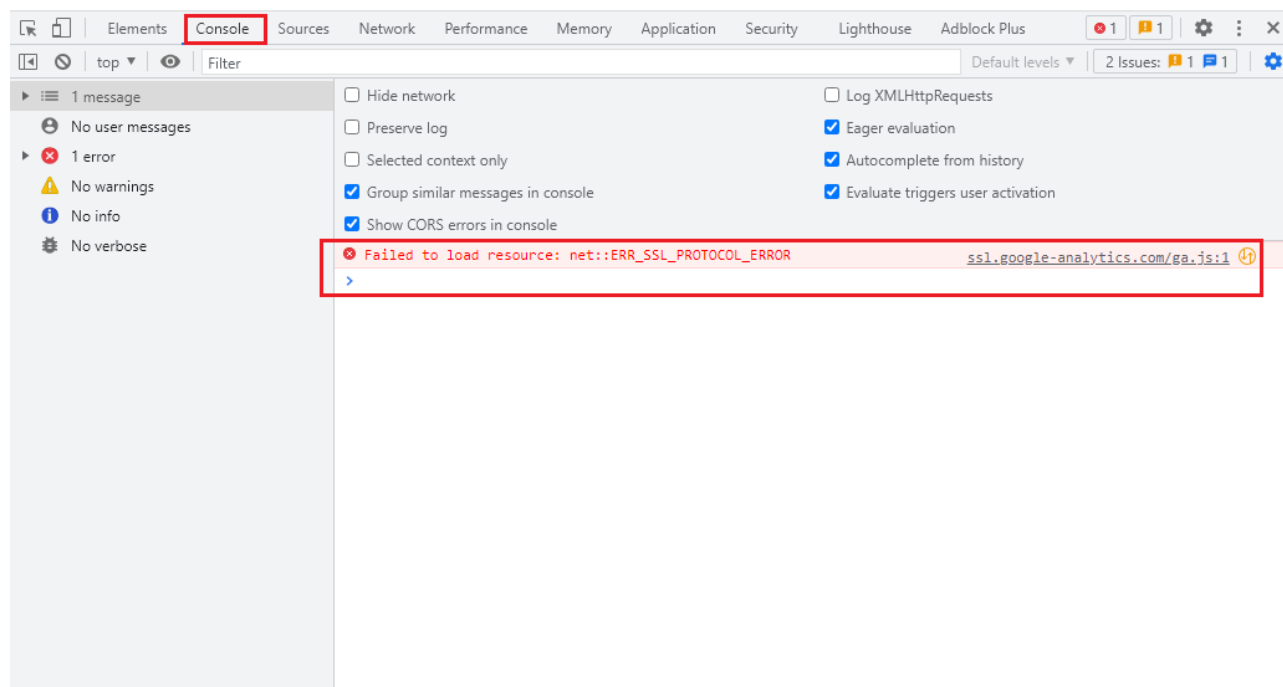 Elements Console Sources Network Performance Memory Application Security Lighthouse Adblock Plus 1 1
top Filter Default levels 2 Issues: 1 1
1 message
No user messages
1 error
No warnings
No info
No verbose
Hide network Log XMLHttpRequests
Preserve log Eager evaluation
Selected context only Autocomplete from history
Group similar messages in console Evaluate triggers user activation
Show CORS errors in console
Failed to load resource: net::ERR_SSL_PROTOCOL_ERROR ssl.google-analytics.com/ga.js:1
>